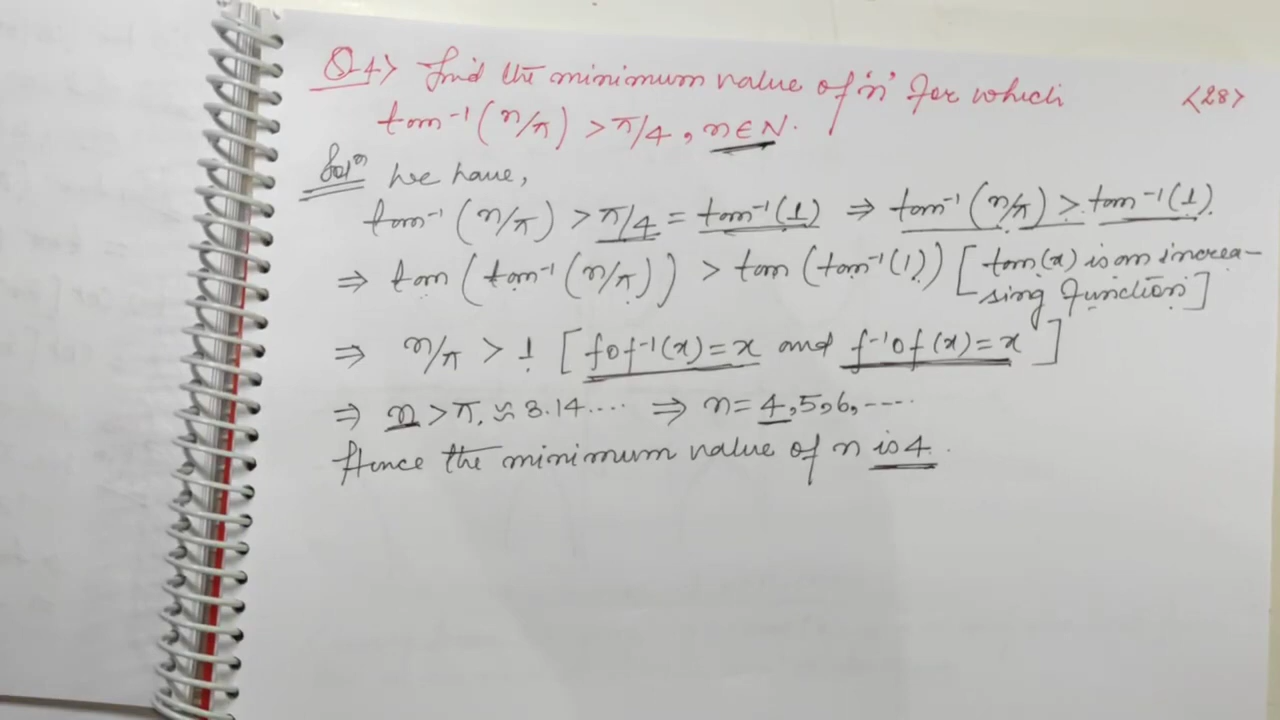 Q-4> Find the minimum value of 'n' for which
<28>
tan⁻¹(n/π) > π/4, n∈N.
Solⁿ We have,
tan⁻¹(n/π) > π/4 = tan⁻¹(1) ⇒ tan⁻¹(n/π) > tan⁻¹(1).
⇒ tan(tan⁻¹(n/π)) > tan(tan⁻¹(1)) [tan(x) is an increa-
sing function]
⇒ n/π > 1 [fof⁻¹(x)=x and f⁻¹of(x)=x]
⇒ n > π, ≈ 3.14.... ⇒ n = 4, 5, 6, ----
Hence the minimum value of n is 4.